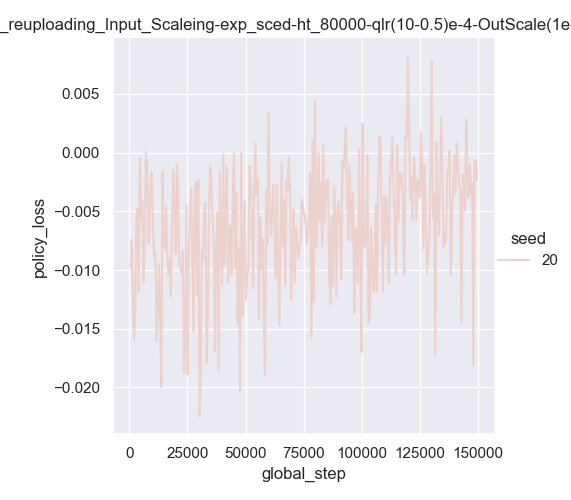 _reuploading_Input_Scaleing-exp_sced-ht_80000-qlr(10-0.5)e-4-OutScale(1e
0.005
0.000
−0.005
−0.010
−0.015
−0.020
policy_loss
0 25000 50000 75000 100000 125000 150000
global_step
seed
20